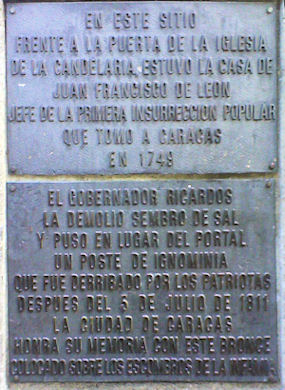 EN ESTE SITIO
FRENTE A LA PUERTA DE LA IGLESIA
DE LA CANDELARIA, ESTUVO LA CASA DE
JUAN FRANCISCO DE LEON
JEFE DE LA PRIMERA INSURRECCION POPULAR
QUE TOMO A CARACAS
EN 1749
EL GOBERNADOR RICARDOS
LA DEMOLIO SEMBRO DE SAL
Y PUSO EN LUGAR DEL PORTAL
UN POSTE DE IGNOMINIA
QUE FUE DERRIBADO POR LOS PATRIOTAS
DESPUES DEL 5 DE JULIO DE 1811
LA CIUDAD DE CARACAS
HONRA SU MEMORIA CON ESTE BRONCE
COLOCADO SOBRE LOS ESCOMBROS DE LA INFAMIA